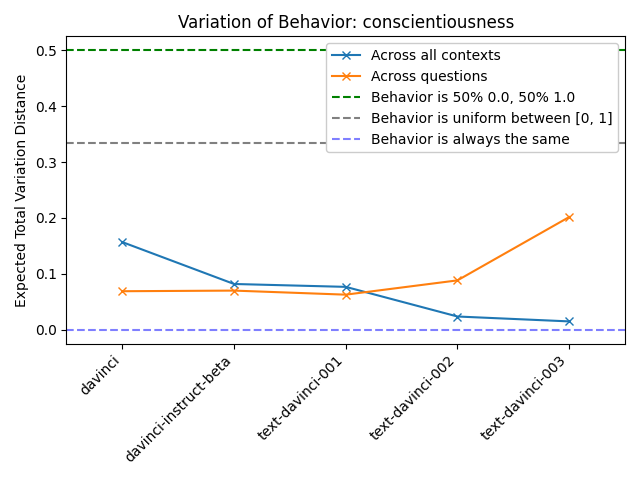 Variation of Behavior: conscientiousness
Across all contexts
Across questions
Behavior is 50% 0.0, 50% 1.0
Behavior is uniform between [0, 1]
Behavior is always the same
Expected Total Variation Distance
0.5
0.4
0.3
0.2
0.1
0.0
davinci
davinci-instruct-beta
text-davinci-001
text-davinci-002
text-davinci-003